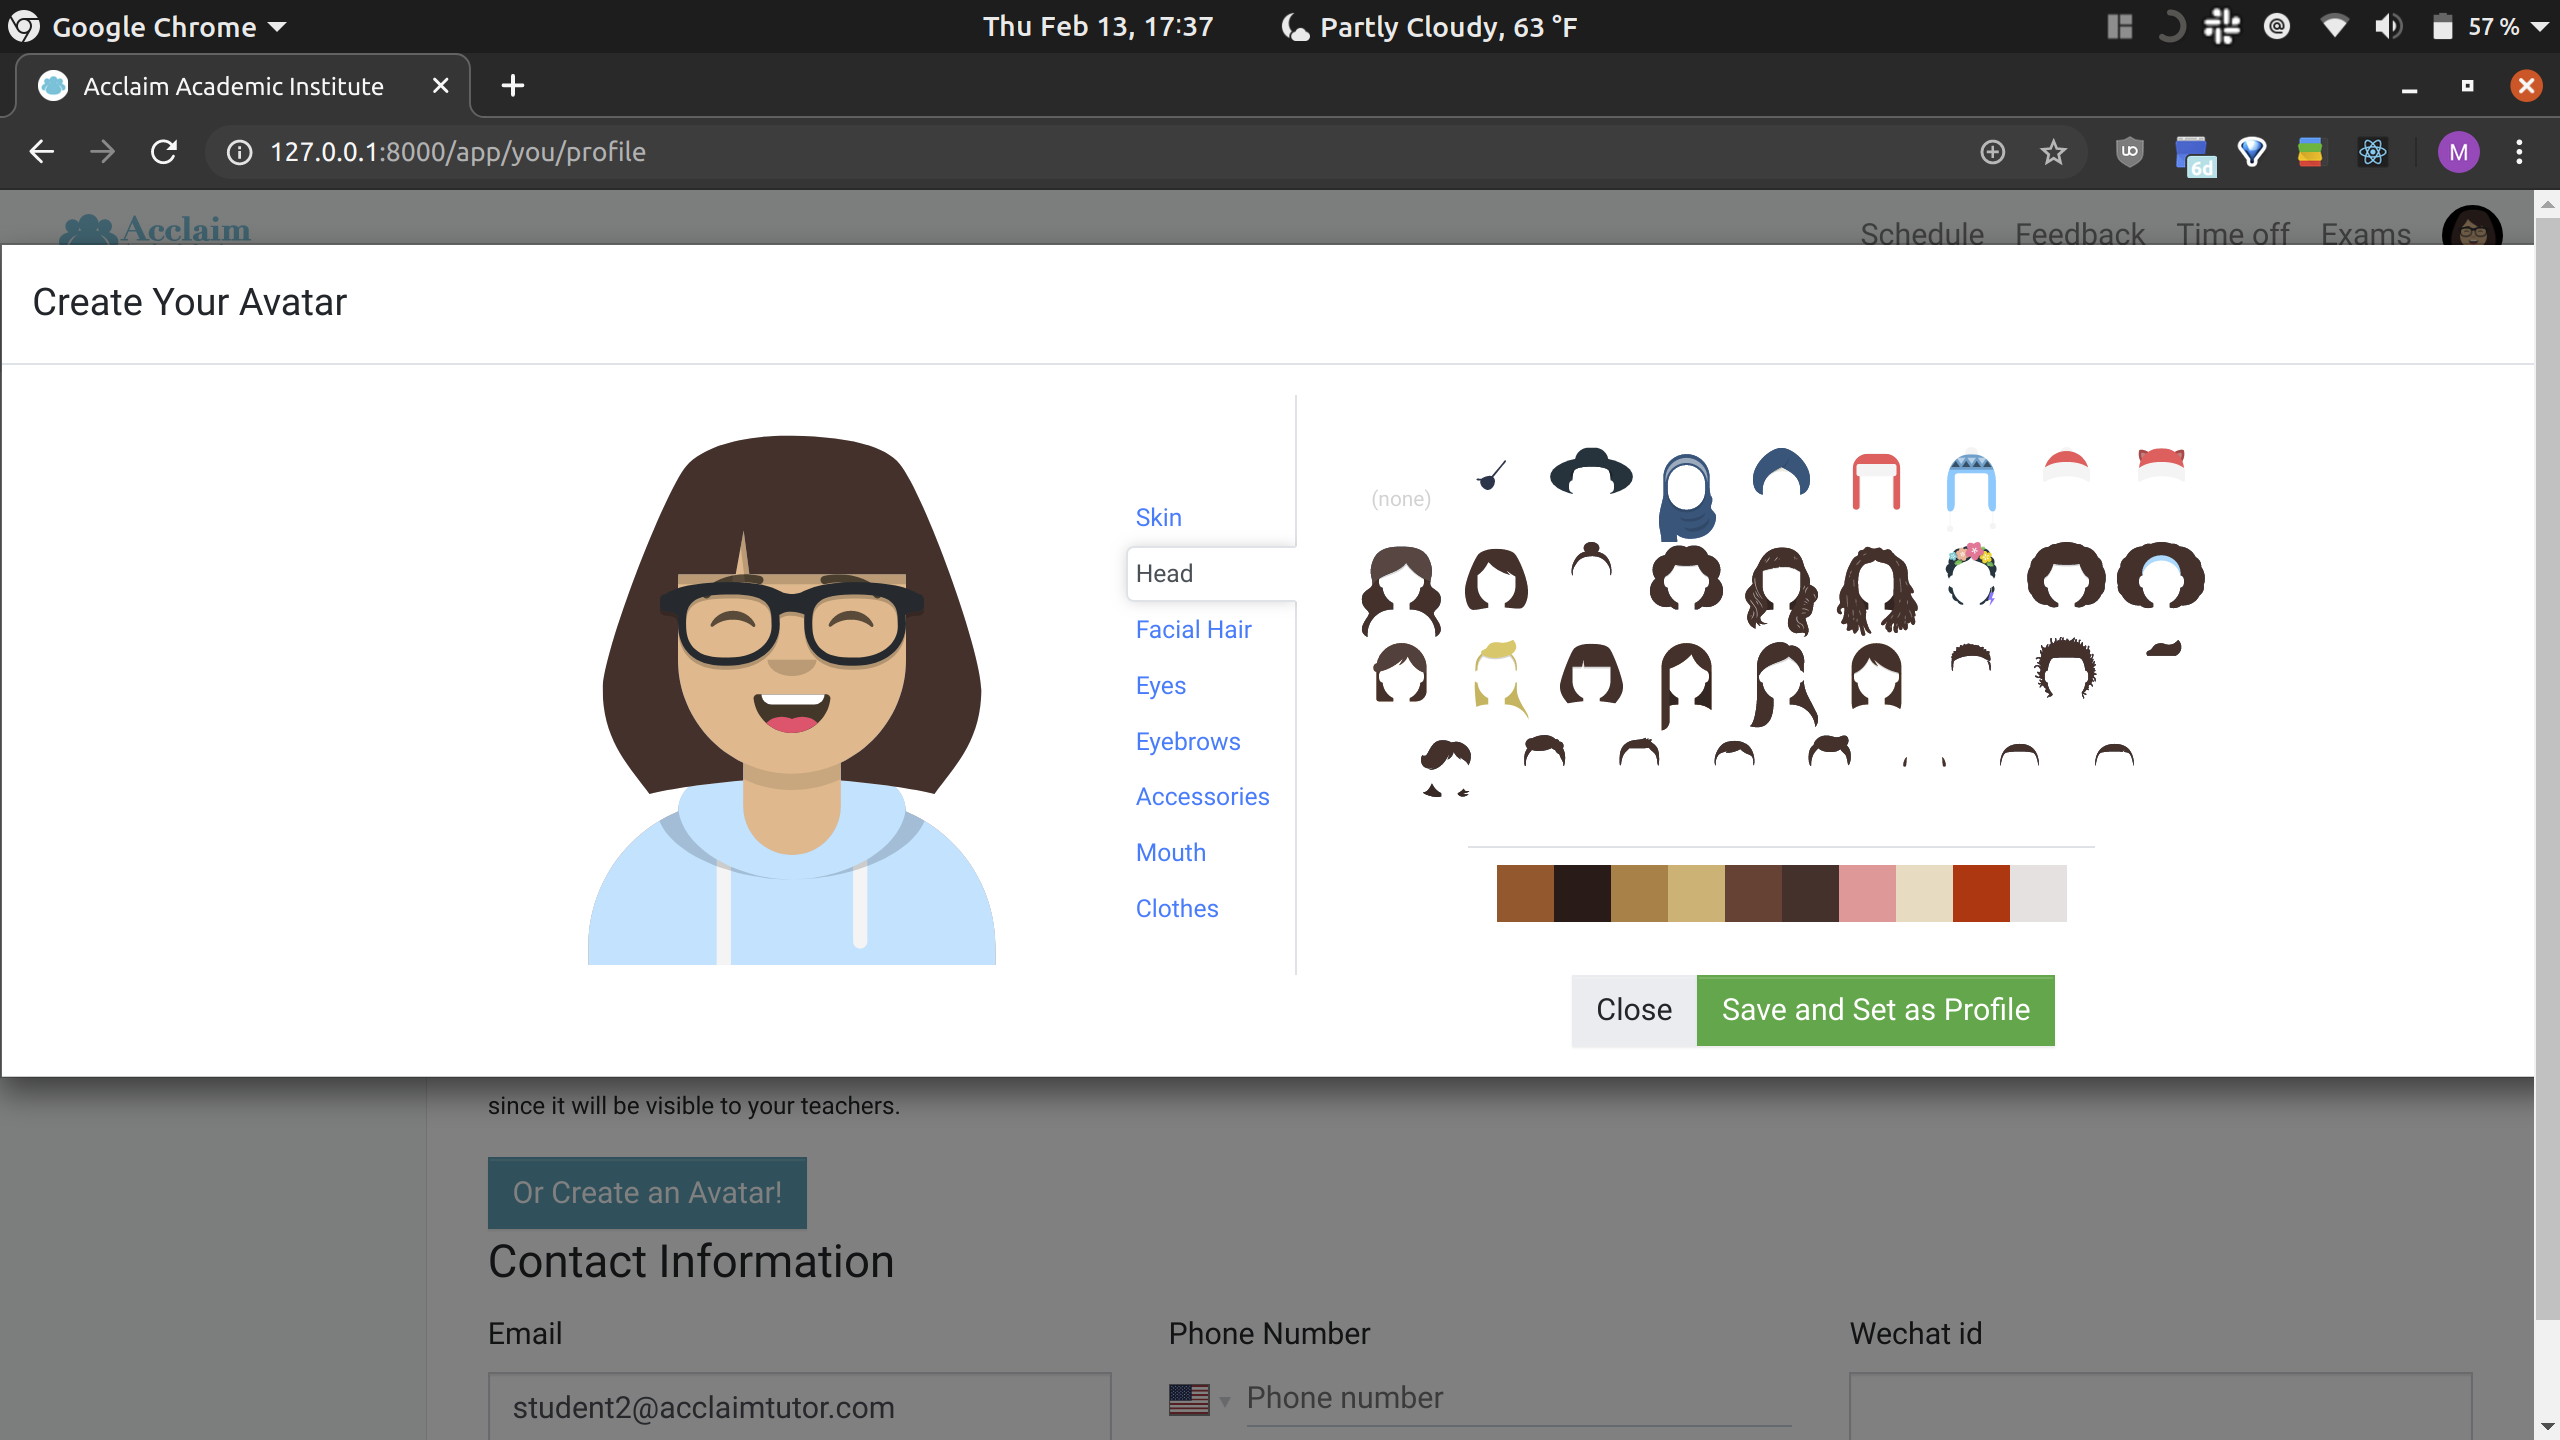 Google Chrome
Thu Feb 13, 17:37
Partly Cloudy, 63 °F
57 %
Acclaim Academic Institute
127.0.0.1:8000/app/you/profile
6d
M
Acclaim
Schedule
Feedback
Time off
Exams
Create Your Avatar
(none)
Skin
Head
Facial Hair
Eyes
Eyebrows
Accessories
Mouth
Clothes
Close
Save and Set as Profile
since it will be visible to your teachers.
Or Create an Avatar!
Contact Information
Email
Phone Number
Wechat id
student2@acclaimtutor.com
Phone number